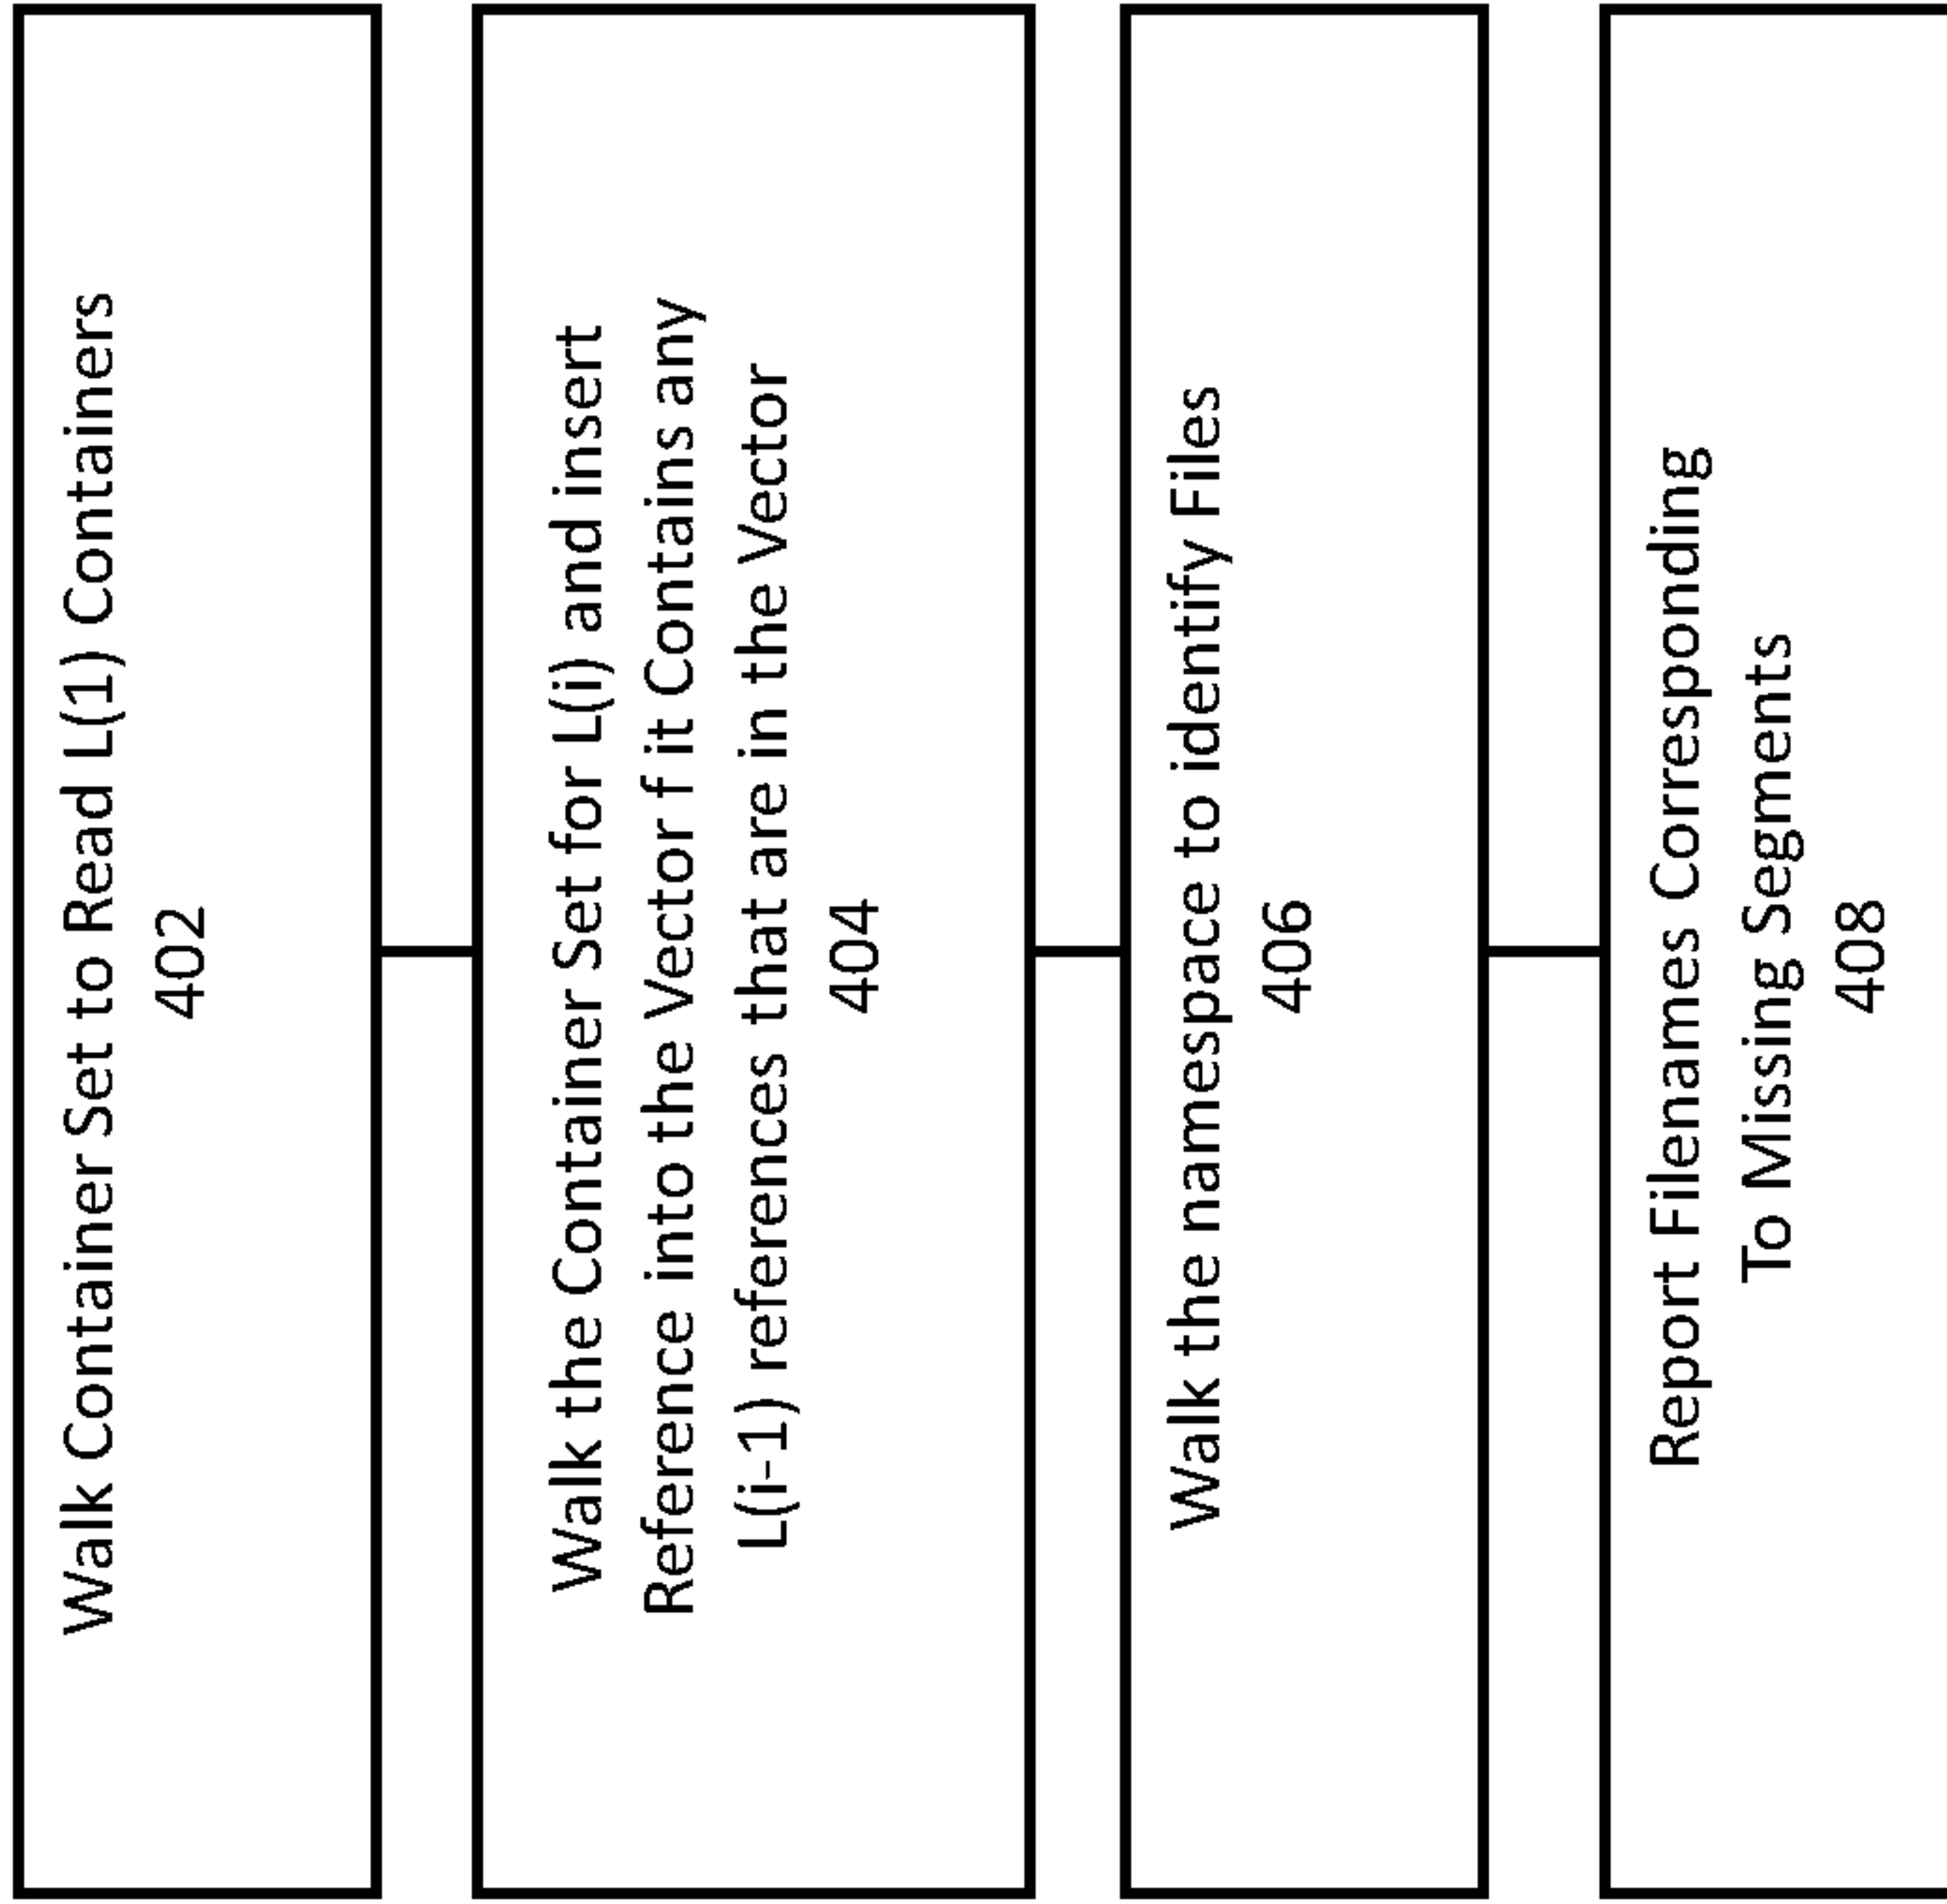 Walk Container Set to Read L(1) Containers
402
Walk the Container Set for L(i) and insert
Reference into the Vector f it Contains any
L(i-1) references that are in the Vector
404
Walk the namespace to identify Files
406
Report Filenames Corresponding
To Missing Segments
408